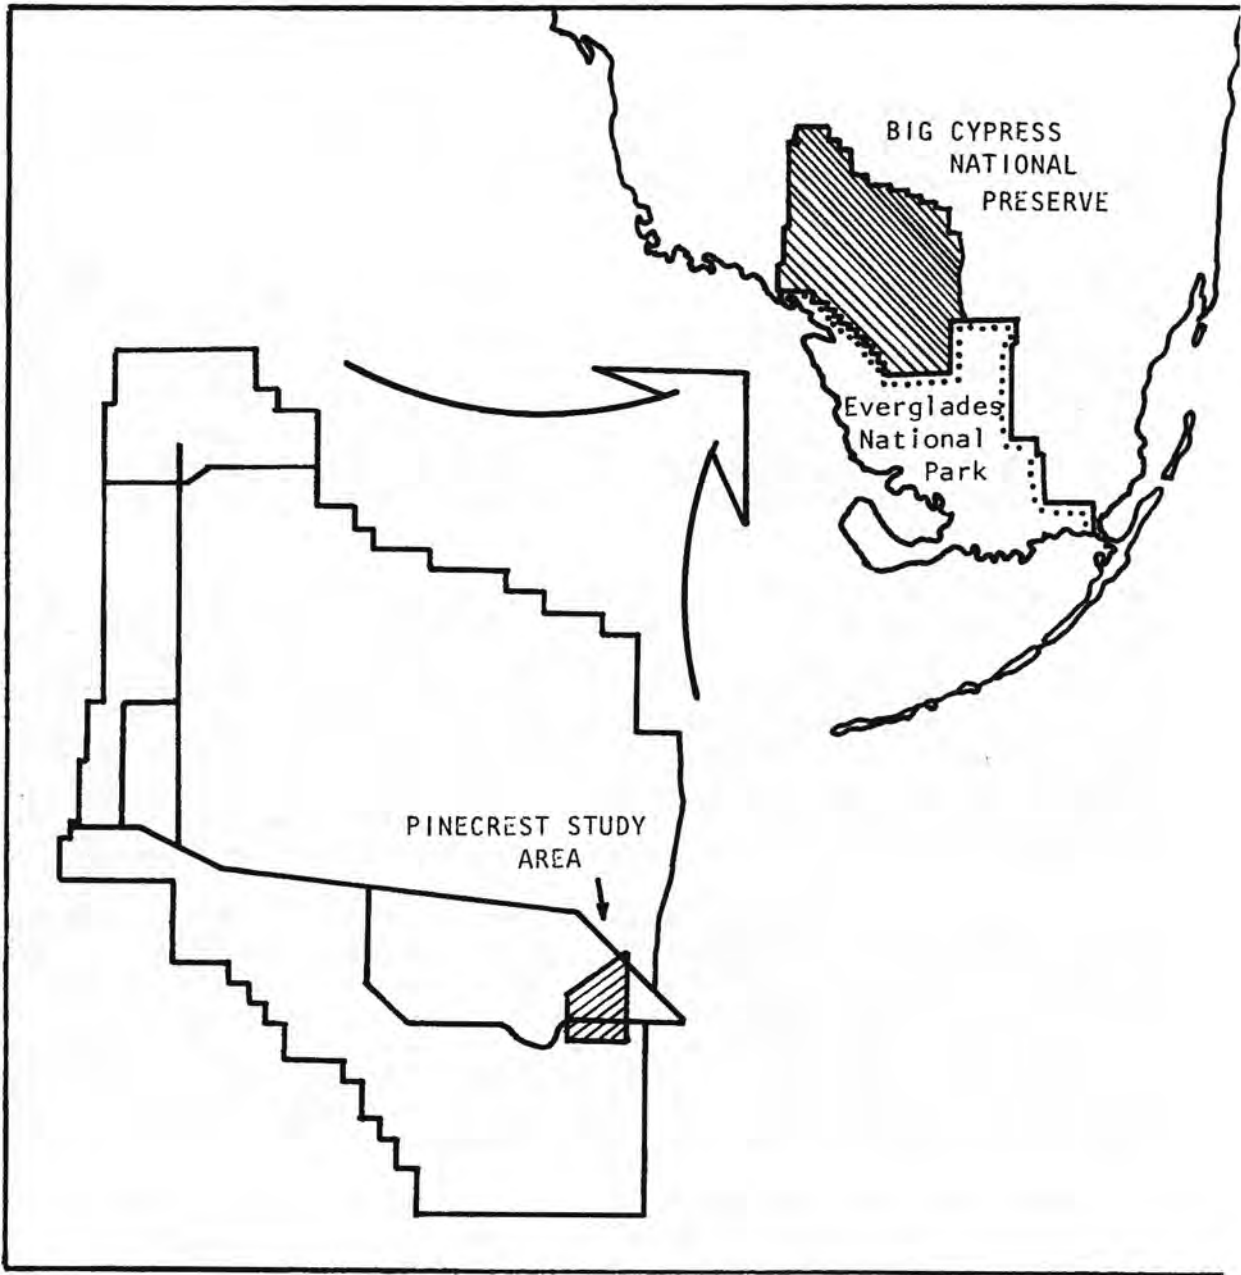 BIG CYPRESS
NATIONAL
PRESERVE
Everglades
National
Park
PINECREST STUDY
AREA